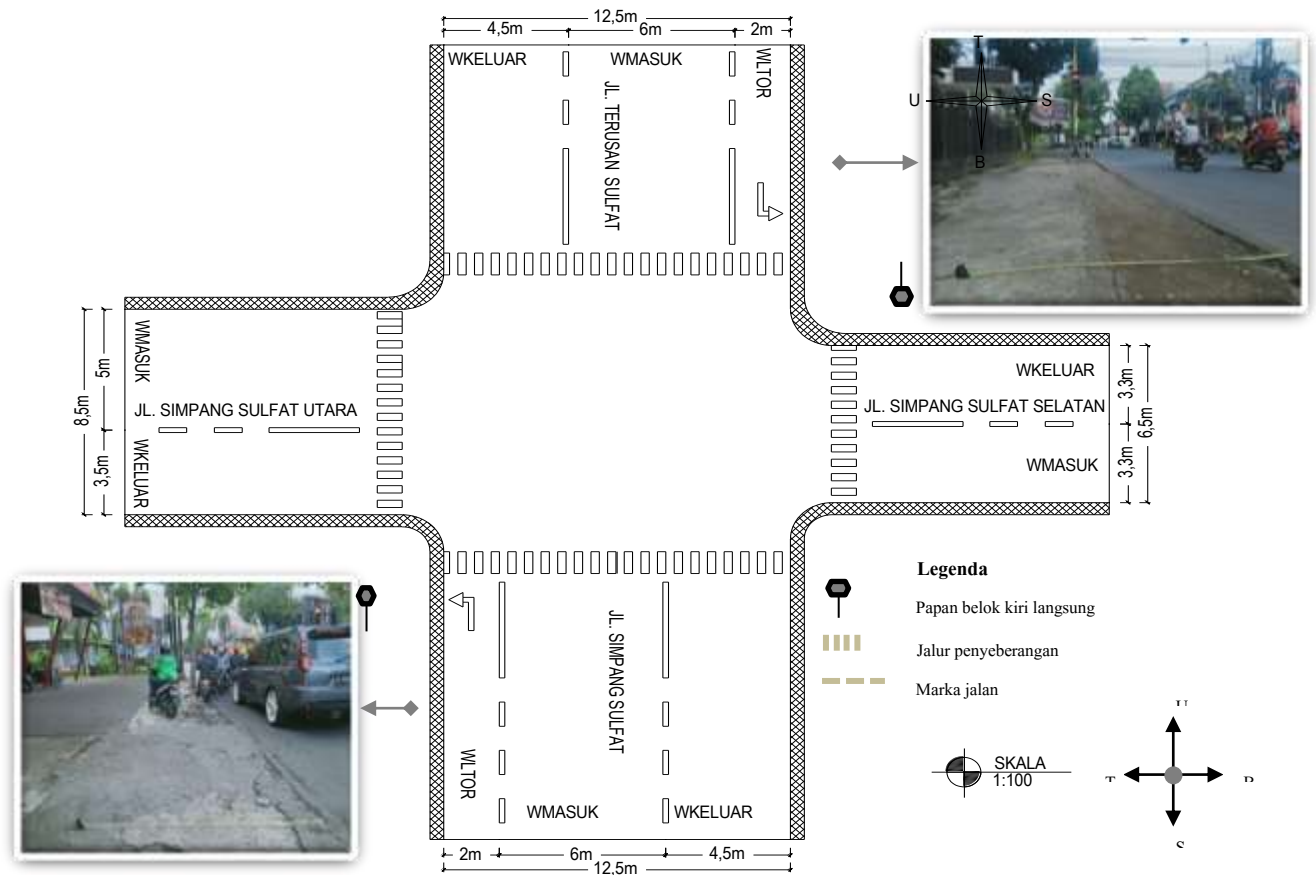 12,5m
4,5m 6m 2m
WKELUAR WMASUK WLTOR
JL. TERUSAN SULFAT
T
U S
B
WMASUK
5m
8,5m
JL. SIMPANG SULFAT UTARA
3,5m
WKELUAR
WKELUAR
3,3m
JL. SIMPANG SULFAT SELATAN
6,5m
WMASUK
3,3m
JL. SIMPANG SULFAT
WLTOR
WMASUK WKELUAR
2m 6m 4,5m
12,5m
Legenda
Papan belok kiri langsung
Jalur penyeberangan
Marka jalan
SKALA
1:100